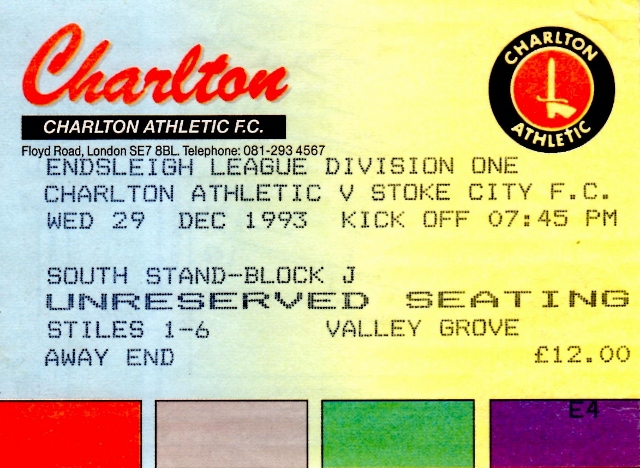 Charlton
CHARLTON ATHLETIC
CHARLTON ATHLETIC F.C.
Floyd Road, London SE7 8BL. Telephone: 081-293 4567
ENDSLEIGH LEAGUE DIVISION ONE
CHARLTON ATHLETIC V STOKE CITY F.C.
WED 29 DEC 1993 KICK OFF 07:45 PM
SOUTH STAND-BLOCK J
UNRESERVED SEATING
STILES 1-6 VALLEY GROVE
AWAY END £12.00
E4